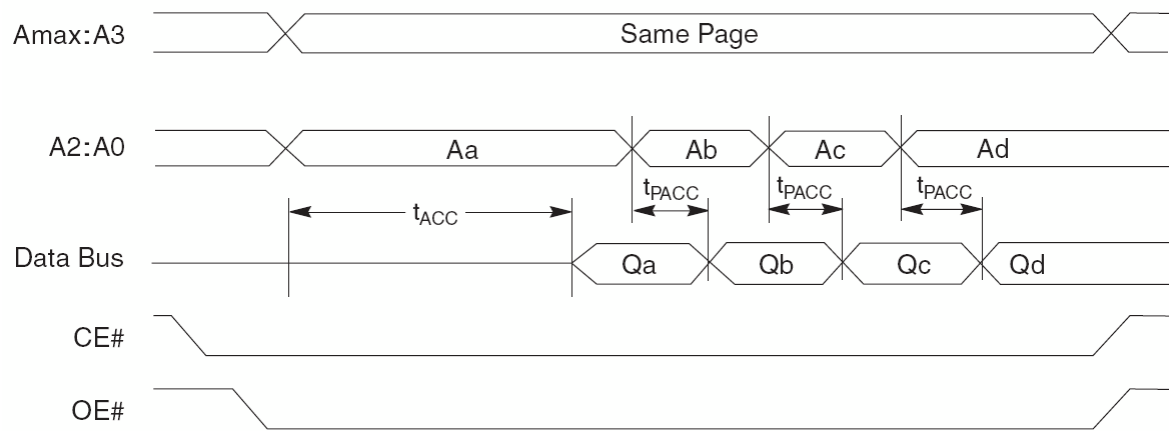 Amax:A3 Same Page
A2:A0 Aa Ab Ac Ad
tACC tPACC tPACC tPACC
Data Bus Qa Qb Qc Qd
CE#
OE#